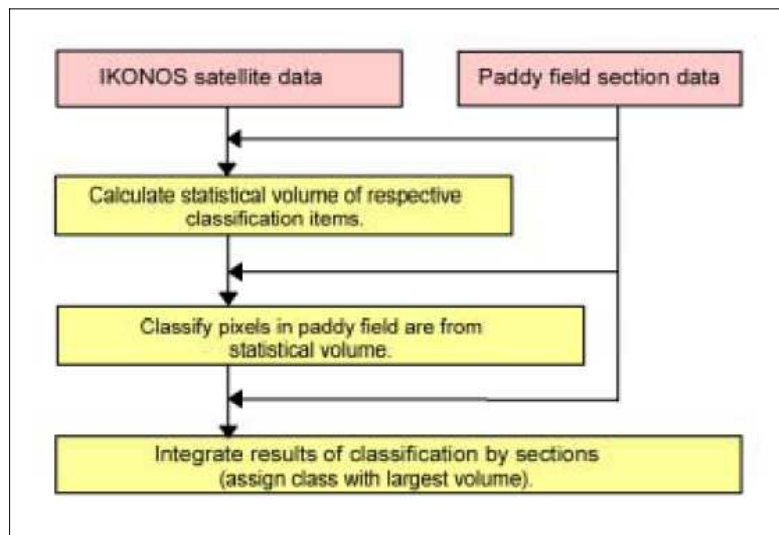 IKONOS satellite data
Paddy field section data
Calculate statistical volume of respective
classification items.
Classify pixels in paddy field are from
statistical volume.
Integrate results of classification by sections
(assign class with largest volume).